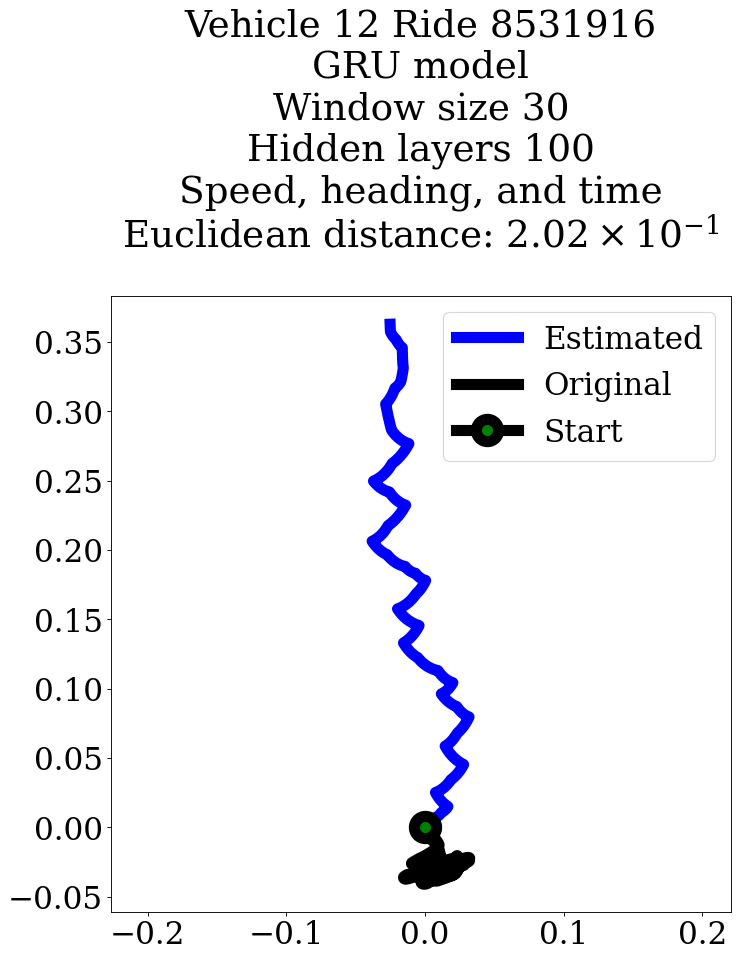 Vehicle 12 Ride 8531916
GRU model
Window size 30
Hidden layers 100
Speed, heading, and time
Euclidean distance: 2.02 × 10⁻¹
Estimated
Original
Start
0.35
0.30
0.25
0.20
0.15
0.10
0.05
0.00
−0.05
−0.2
−0.1
0.0
0.1
0.2